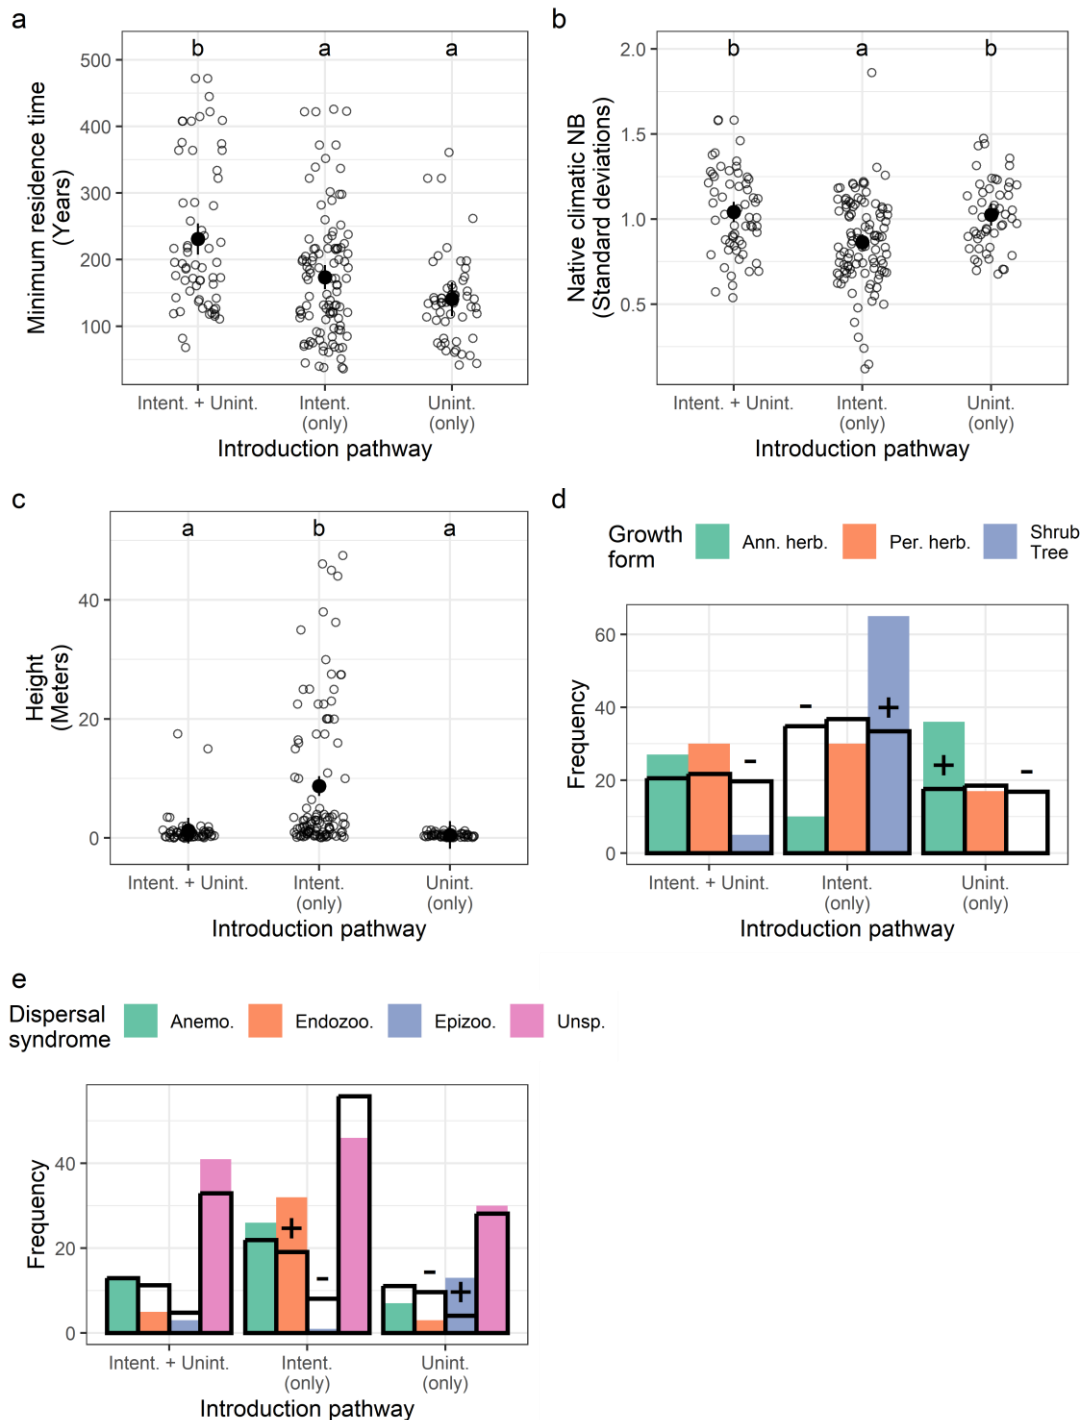 a
b b a a
500
400
300
200
100
Minimum residence time
(Years)
Intent. + Unint. Intent.
(only) Unint.
(only)
Introduction pathway
b a b
2.0
1.5
1.0
0.5
Native climatic NB
(Standard deviations)
Intent. + Unint. Intent.
(only) Unint.
(only)
Introduction pathway
c
a b a
40
20
0
Height
(Meters)
Intent. + Unint. Intent.
(only) Unint.
(only)
Introduction pathway
d
Growth
form
Ann. herb. Per. herb. Shrub
Tree
60
40
20
0
Frequency
- - + + -
Intent. + Unint. Intent.
(only) Unint.
(only)
Introduction pathway
e
Dispersal
syndrome
Anemo. Endozoo. Epizoo. Unsp.
40
20
0
Frequency
+ - - +
Intent. + Unint. Intent.
(only) Unint.
(only)
Introduction pathway